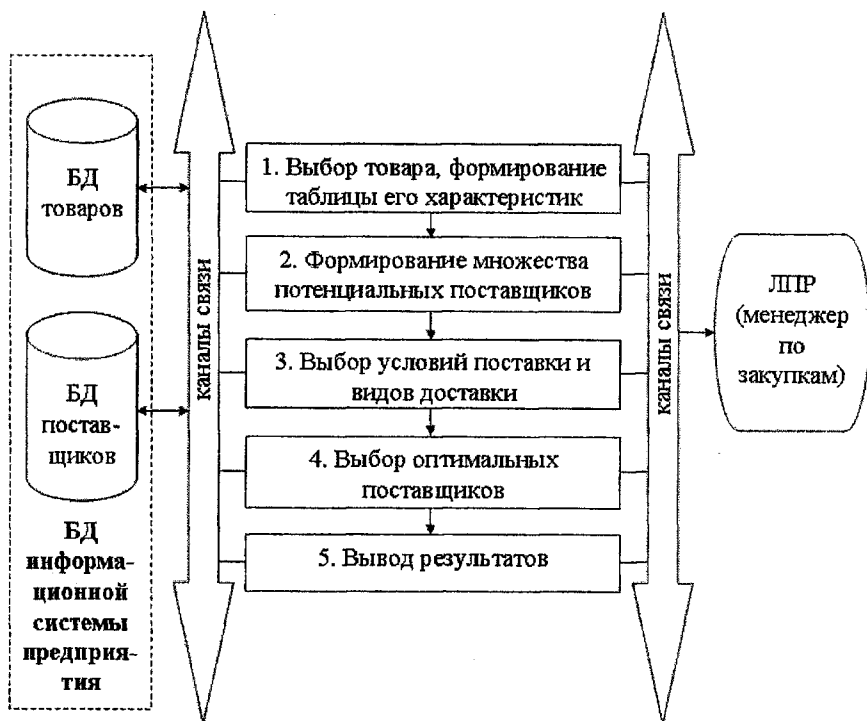 БД
товаров
БД
постав-
щиков
БД
информа-
ционной
системы
предприя-
тия
каналы связи
1. Выбор товара, формирование
таблицы его характеристик
2. Формирование множества
потенциальных поставщиков
3. Выбор условий поставки и
видов доставки
4. Выбор оптимальных
поставщиков
5. Вывод результатов
каналы связи
ЛПР
(менеджер
по
закупкам)